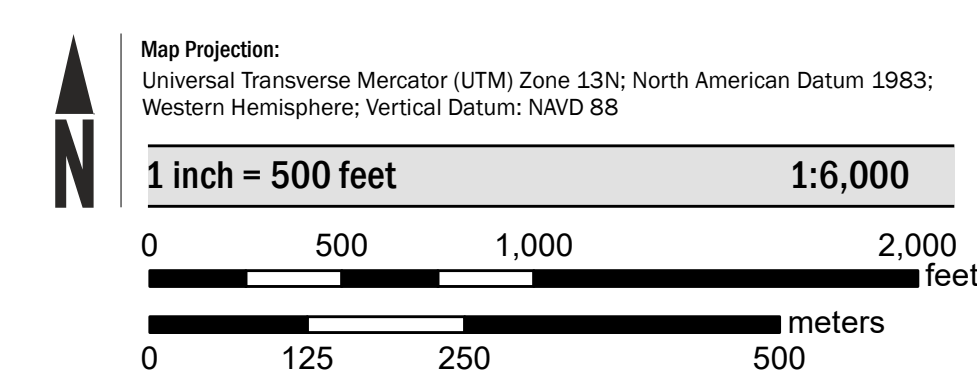 N
Map Projection:
Universal Transverse Mercator (UTM) Zone 13N; North American Datum 1983;
Western Hemisphere; Vertical Datum: NAVD 88
1 inch = 500 feet 1:6,000
0 500 1,000 2,000
feet
meters
0 125 250 500